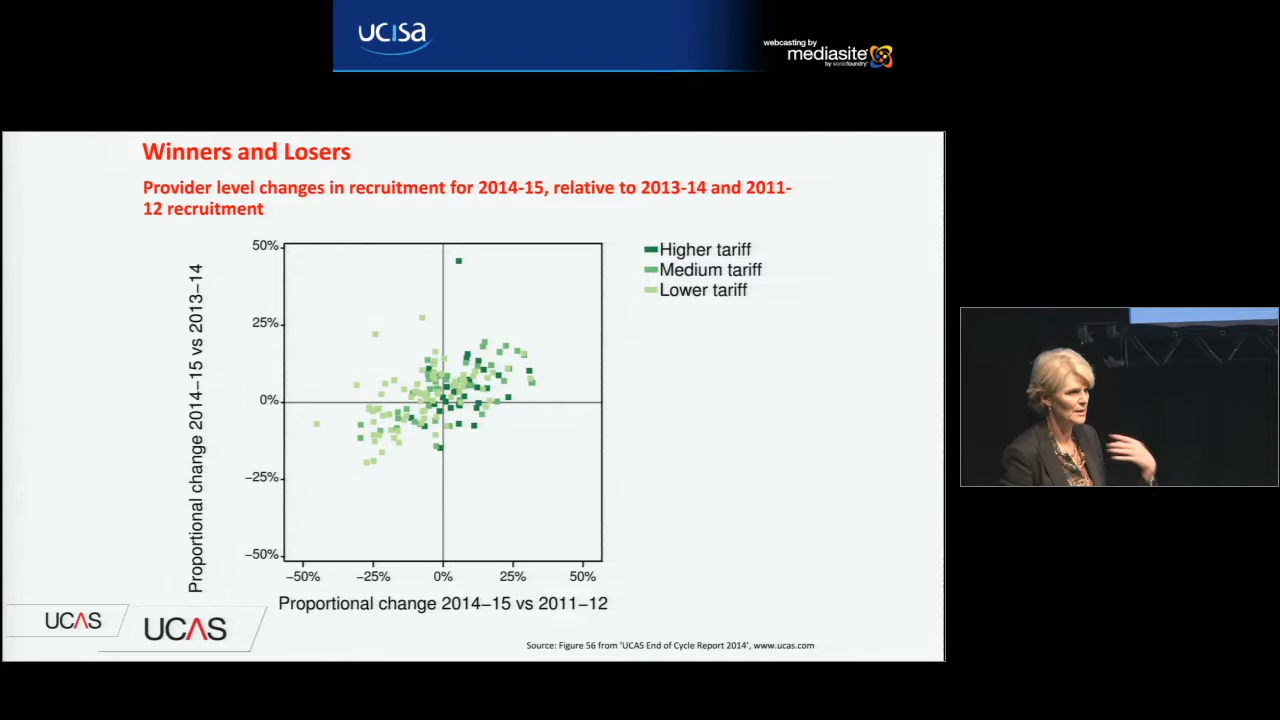 ucisa
webcasting by
mediasite
by sonicfoundry
Winners and Losers
Provider level changes in recruitment for 2014-15, relative to 2013-14 and 2011-
12 recruitment
Proportional change 2014–15 vs 2013–14
50%
25%
0%
−25%
−50%
Higher tariff
Medium tariff
Lower tariff
−50%
−25%
0%
25%
50%
Proportional change 2014–15 vs 2011–12
UCAS
UCAS
Source: Figure 56 from ‘UCAS End of Cycle Report 2014’, www.ucas.com